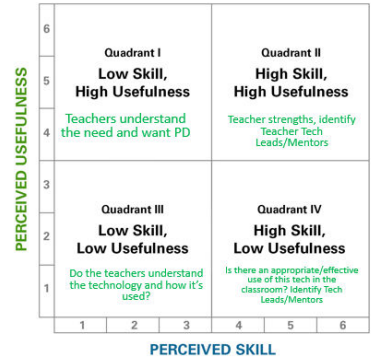 PERCEIVED USEFULNESS
6
5
4
3
2
1
Quadrant I
Low Skill,
High Usefulness
Teachers understand
the need and want PD
Quadrant II
High Skill,
High Usefulness
Teacher strengths, identify
Teacher Tech
Leads/Mentors
Quadrant III
Low Skill,
Low Usefulness
Do the teachers understand
the technology and how it's
used?
Quadrant IV
High Skill,
Low Usefulness
Is there an appropriate/effective
use of this tech in the
classroom? Identify Tech
Leads/Mentors
1 2 3 4 5 6
PERCEIVED SKILL